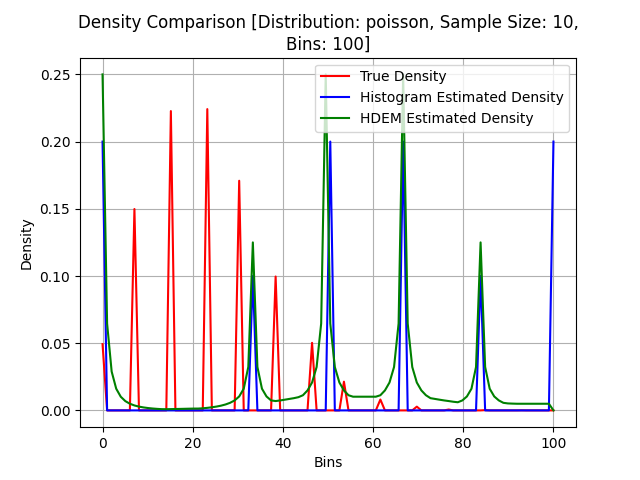 Density Comparison [Distribution: poisson, Sample Size: 10,
Bins: 100]
True Density
Histogram Estimated Density
HDEM Estimated Density
Density
0.25
0.20
0.15
0.10
0.05
0.00
0 20 40 60 80 100
Bins